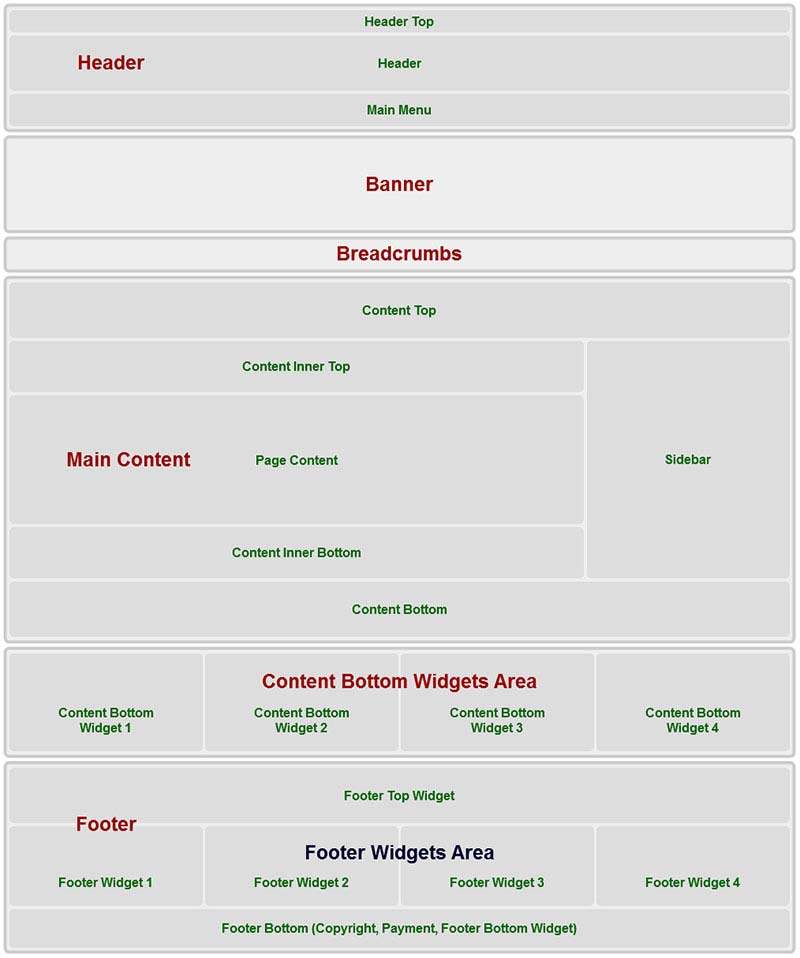 Header Top
Header
Header
Main Menu
Banner
Breadcrumbs
Content Top
Content Inner Top
Main Content
Page Content
Sidebar
Content Inner Bottom
Content Bottom
Content Bottom Widgets Area
Content Bottom
Widget 1
Content Bottom
Widget 2
Content Bottom
Widget 3
Content Bottom
Widget 4
Footer Top Widget
Footer
Footer Widgets Area
Footer Widget 1
Footer Widget 2
Footer Widget 3
Footer Widget 4
Footer Bottom (Copyright, Payment, Footer Bottom Widget)